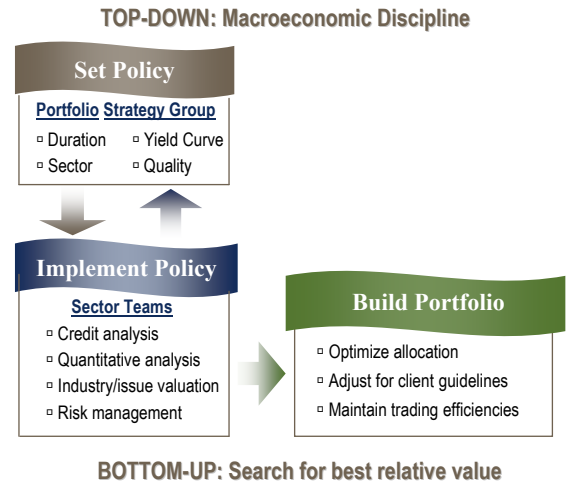 TOP-DOWN: Macroeconomic Discipline
Set Policy
Portfolio Strategy Group
▫ Duration ▫ Yield Curve
▫ Sector ▫ Quality
Implement Policy
Sector Teams
▫ Credit analysis
▫ Quantitative analysis
▫ Industry/issue valuation
▫ Risk management
Build Portfolio
▫ Optimize allocation
▫ Adjust for client guidelines
▫ Maintain trading efficiencies
BOTTOM-UP: Search for best relative value